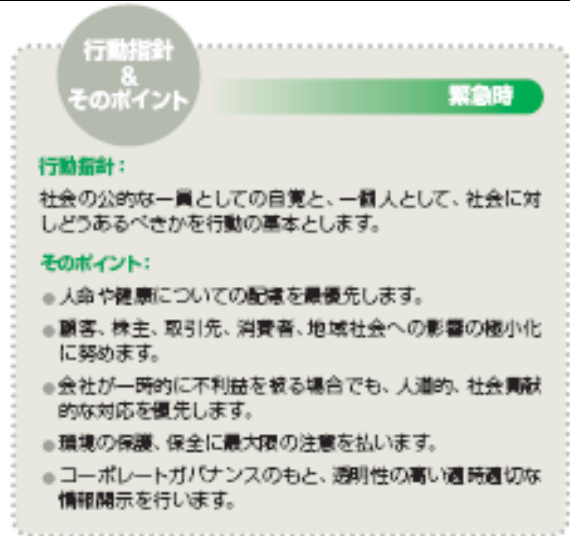 行動指針
&
そのポイント
緊急時
行動指針：
社会の公的な一員としての自覚と、一個人として、社会に対
しどうあるべきかを行動の基本とします。
そのポイント：
●人命や健康についての配慮を最優先します。
●顧客、株主、取引先、消費者、地域社会への影響の極小化
に努めます。
●会社が一時的に不利益を被る場合でも、人道的、社会貢献
的な対応を優先します。
●環境の保護、保全に最大限の注意を払います。
●コーポレートガバナンスのもと、透明性の高い適時適切な
情報開示を行います。